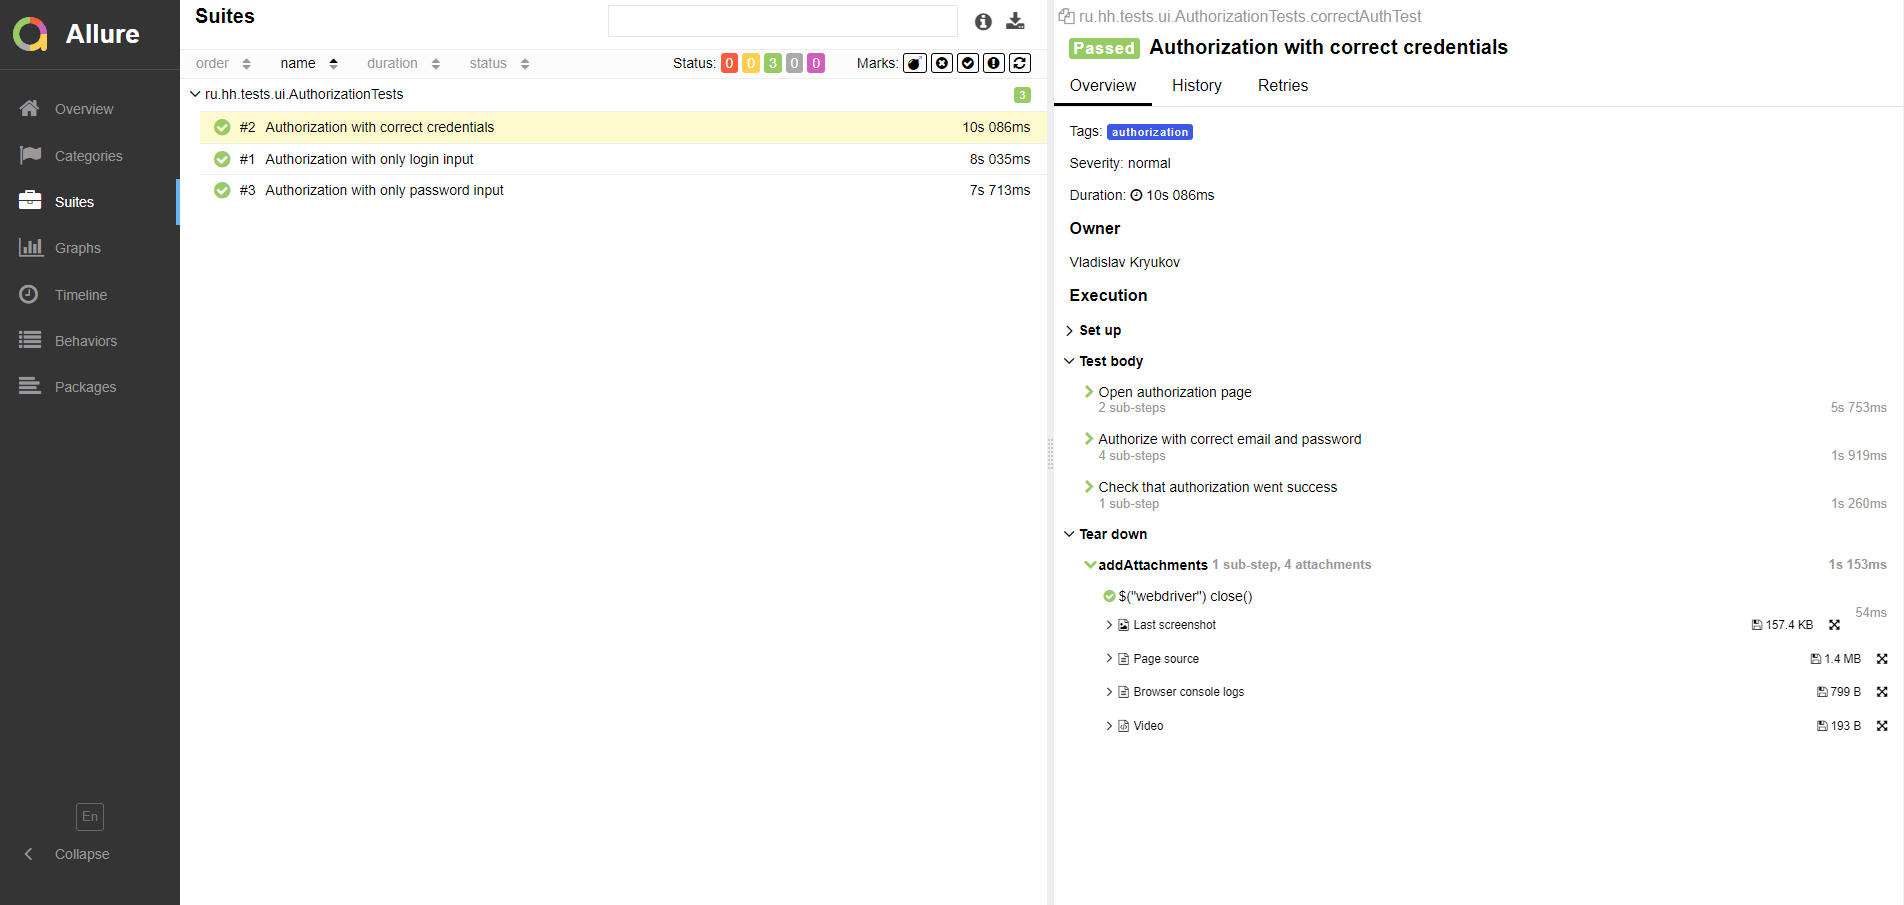 Allure
Overview
Categories
Suites
Graphs
Timeline
Behaviors
Packages
En
Collapse
Suites
order name duration status Status: 0 0 3 0 0 Marks:
ru.hh.tests.ui.AuthorizationTests 3
#2 Authorization with correct credentials 10s 086ms
#1 Authorization with only login input 8s 035ms
#3 Authorization with only password input 7s 713ms
ru.hh.tests.ui.AuthorizationTests.correctAuthTest
Passed Authorization with correct credentials
Overview History Retries
Tags: authorization
Severity: normal
Duration: 10s 086ms
Owner
Vladislav Kryukov
Execution
Set up
Test body
Open authorization page
2 sub-steps 5s 753ms
Authorize with correct email and password
4 sub-steps 1s 919ms
Check that authorization went success
1 sub-step 1s 260ms
Tear down
addAttachments 1 sub-step, 4 attachments 1s 153ms
$("webdriver") close()
54ms
Last screenshot 157.4 KB
Page source 1.4 MB
Browser console logs 799 B
Video 193 B